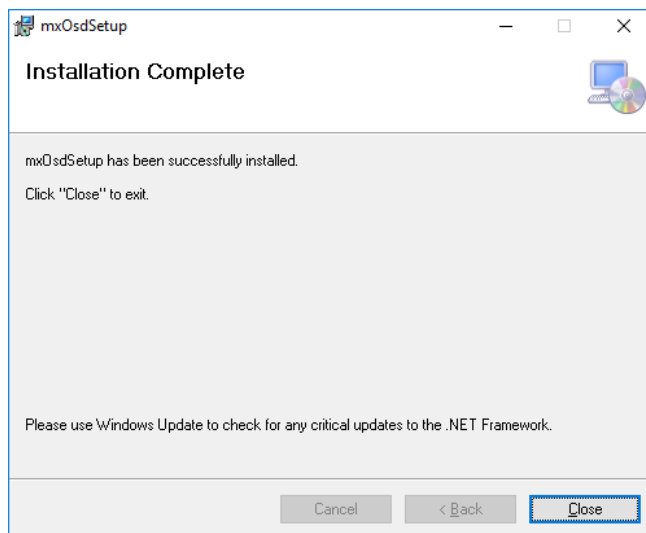 mxOsdSetup
Installation Complete
mxOsdSetup has been successfully installed.
Click "Close" to exit.
Please use Windows Update to check for any critical updates to the .NET Framework.
Cancel
< Back
Close